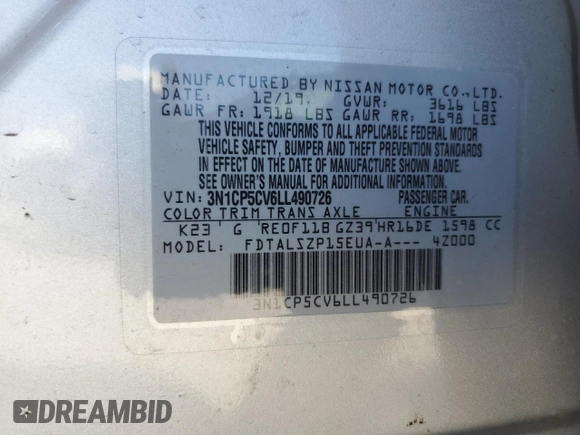 MANUFACTURED BY NISSAN MOTOR CO.,LTD.
DATE: 12/19. GVWR: 3616 LBS
GAWR FR: 1918 LBS GAWR RR: 1698 LBS
THIS VEHICLE CONFORMS TO ALL APPLICABLE FEDERAL MOTOR
VEHICLE SAFETY, BUMPER AND THEFT PREVENTION STANDARDS
IN EFFECT ON THE DATE OF MANUFACTURE SHOWN ABOVE.
SEE OWNER'S MANUAL FOR ADDITIONAL INFORMATION
VIN: 3N1CP5CV6LL490726 PASSENGER CAR.
COLOR TRIM TRANS AXLE ENGINE
K23 ' G 'RE0F11B GZ39'HR16DE 1598 CC
MODEL: FDTALSZP15EUA-A--- 4Z000
3N1CP5CV6LL490726
DREAMBID